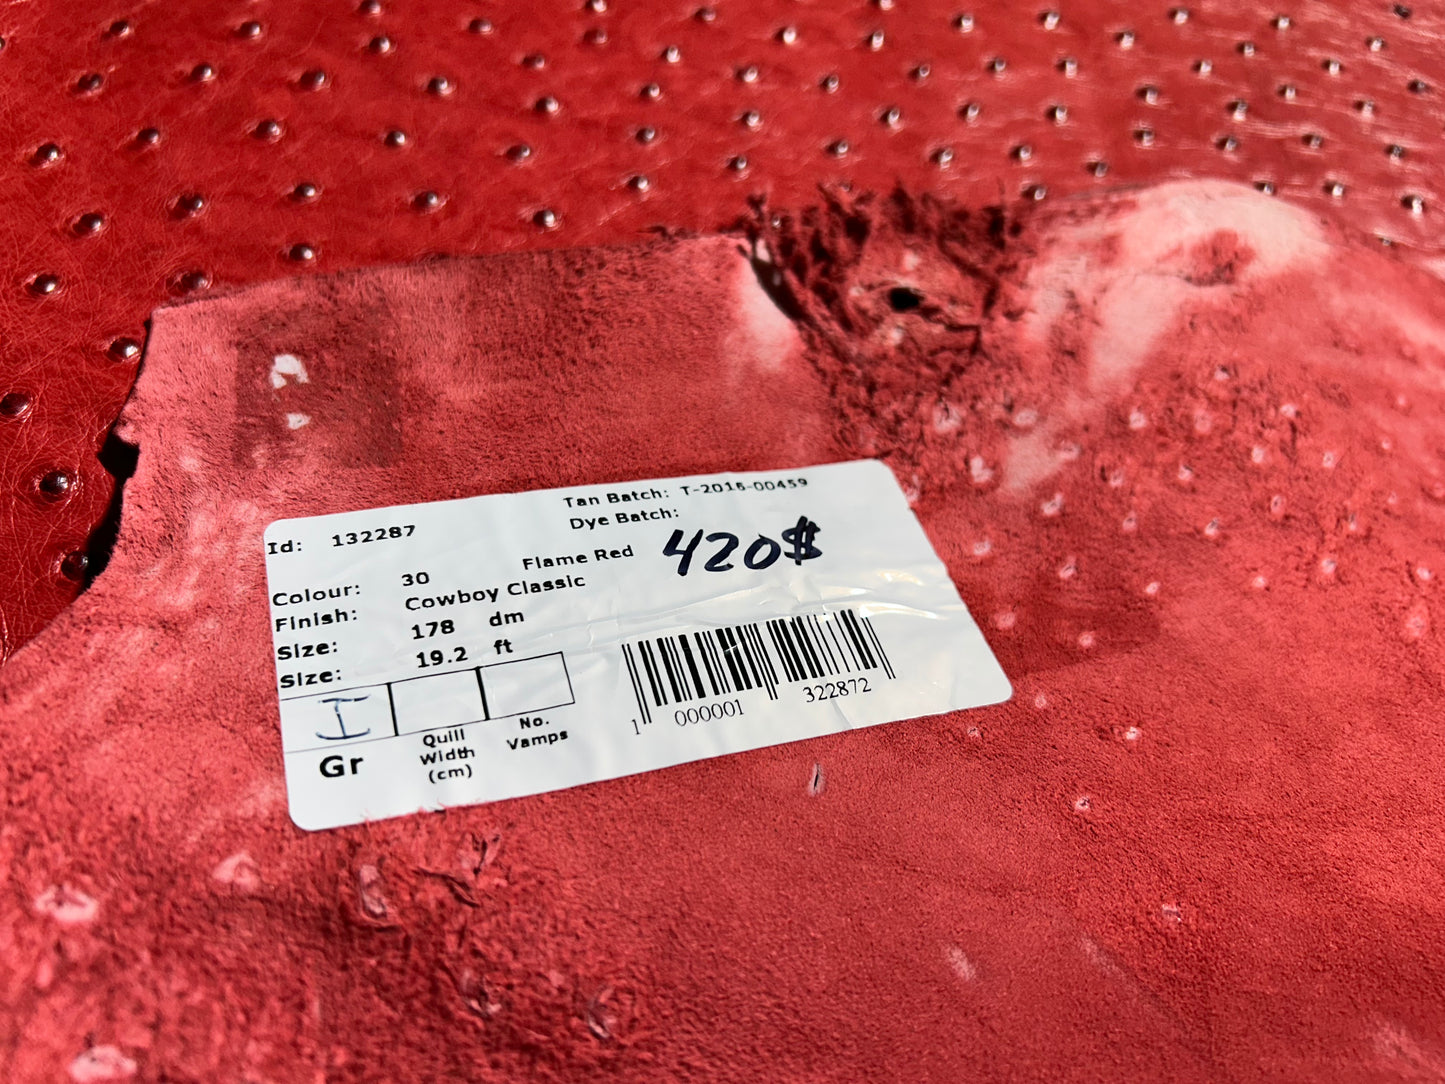 Id: 132287
Tan Batch: T-2016-00459
Dye Batch:
Colour: 30 Flame Red
420$
Finish: Cowboy Classic
Size: 178 dm
Size: 19.2 ft
I
Gr
Quill
Width
(cm)
No.
Vamps
1 000001 322872